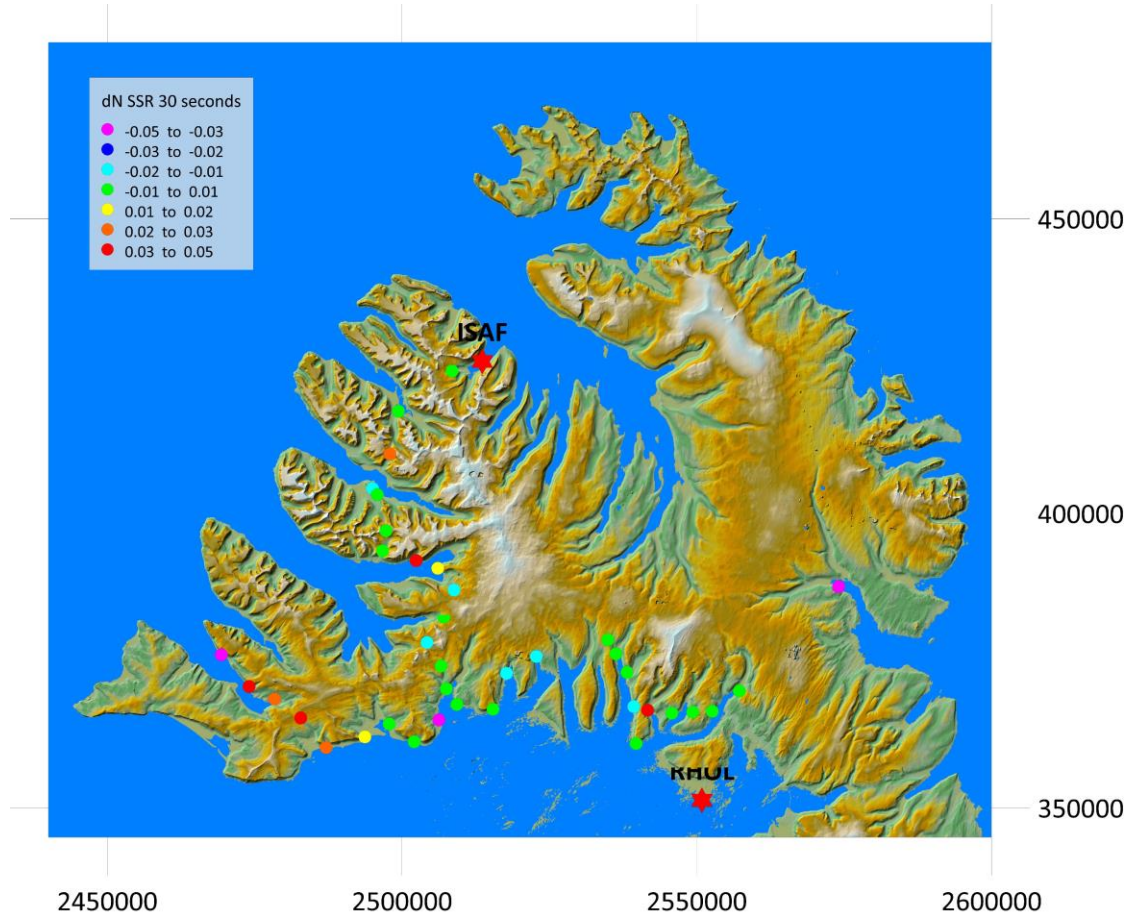 dN SSR 30 seconds
-0.05 to -0.03
-0.03 to -0.02
-0.02 to -0.01
-0.01 to 0.01
0.01 to 0.02
0.02 to 0.03
0.03 to 0.05
450000
ISAF
400000
RHOL
350000
2450000 2500000 2550000 2600000